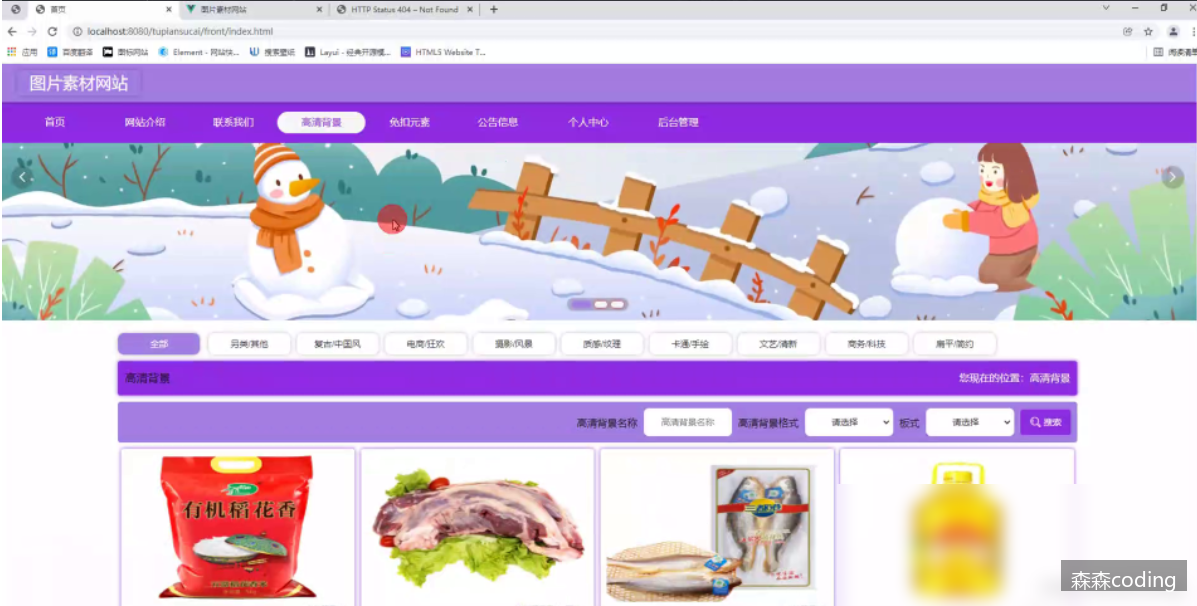 首页
图片素材网站
HTTP Status 404 – Not Found
localhost:8080/tupiansucai/front/index.html
应用
百度翻译
图标网站
Element - 网站快...
搜索壁纸
Layui - 经典开源模...
HTML5 Website T...
阅读清单
图片素材网站
首页
网站介绍
联系我们
高清背景
免扣元素
公告信息
个人中心
后台管理
全部
另类/其他
复古/中国风
电商/狂欢
摄影/风景
质感/纹理
卡通/手绘
文艺/清新
商务/科技
扁平/简约
高清背景
您现在的位置：高清背景
高清背景名称
高清背景名称
高清背景格式
请选择
板式
请选择
搜索
有机稻花香
森森coding